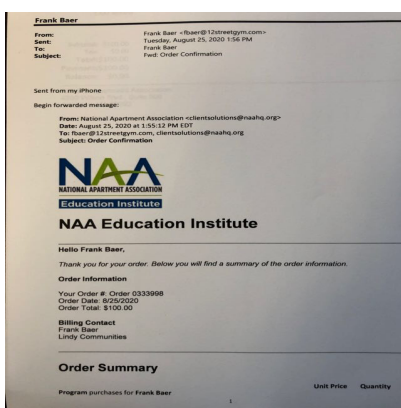 Frank Baer
From: Frank Baer <fbaer@12streetgym.com>
Sent: Tuesday, August 25, 2020 1:56 PM
To: Frank Baer
Subject: Fwd: Order Confirmation
Sent from my iPhone
Begin forwarded message:
From: National Apartment Association <clientsolutions@naahq.org>
Date: August 25, 2020 at 1:55:12 PM EDT
To: fbaer@12streetgym.com, clientsolutions@naahq.org
Subject: Order Confirmation
NAA
NATIONAL APARTMENT ASSOCIATION
Education Institute
NAA Education Institute
Hello Frank Baer,
Thank you for your order. Below you will find a summary of the order information.
Order Information
Your Order #: Order 0333998
Order Date: 8/25/2020
Order Total: $100.00
Billing Contact
Frank Baer
Lindy Communities
Order Summary
Unit Price Quantity
Program purchases for Frank Baer
1